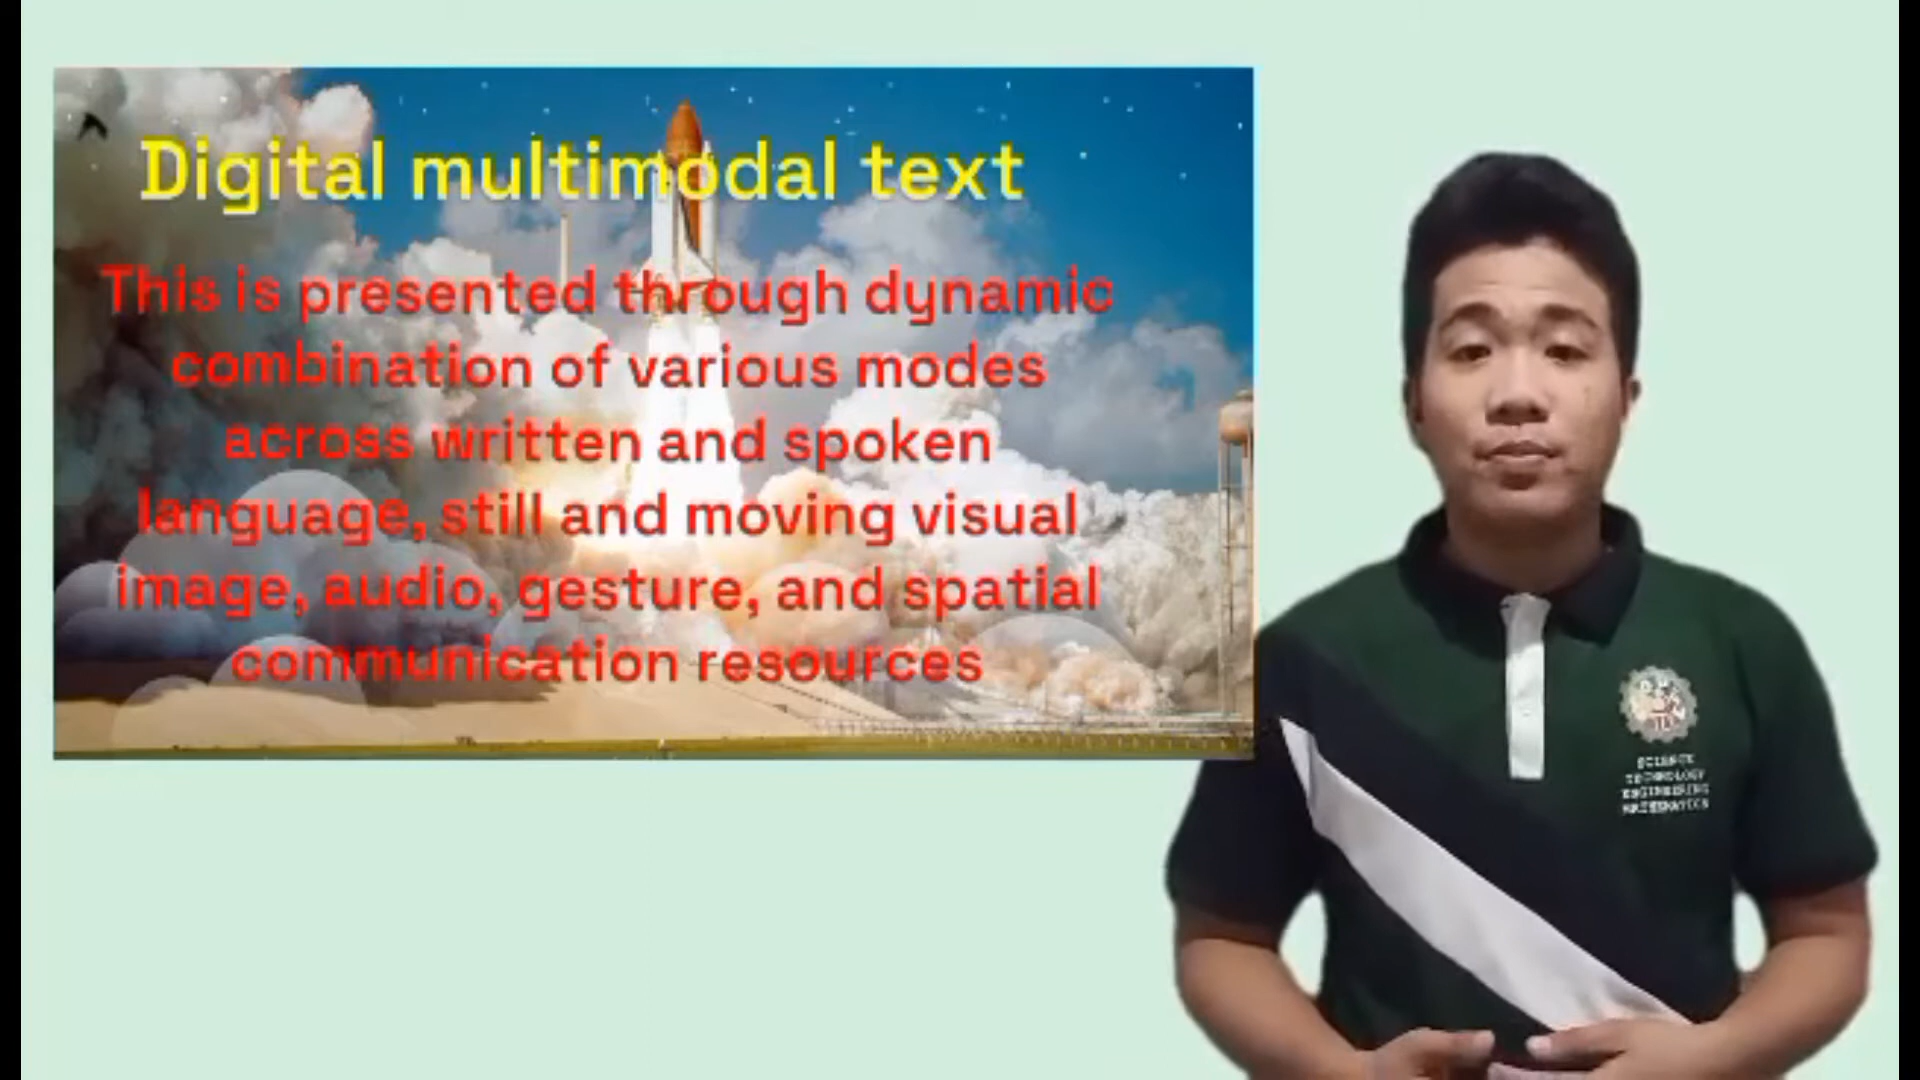 Digital multimodal text
This is presented through dynamic
combination of various modes
across written and spoken
language, still and moving visual
image, audio, gesture, and spatial
communication resources
SCIENCE
TECHNOLOGY
ENGINEERING
MATHEMATICS